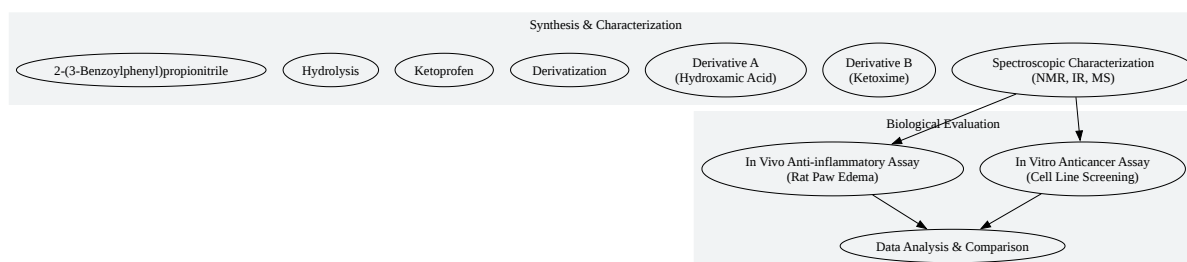 Synthesis & Characterization
2-(3-Benzoylphenyl)propionitrile
Hydrolysis
Ketoprofen
Derivatization
Derivative A
(Hydroxamic Acid)
Derivative B
(Ketoxime)
Spectroscopic Characterization
(NMR, IR, MS)
Biological Evaluation
In Vivo Anti-inflammatory Assay
(Rat Paw Edema)
In Vitro Anticancer Assay
(Cell Line Screening)
Data Analysis & Comparison